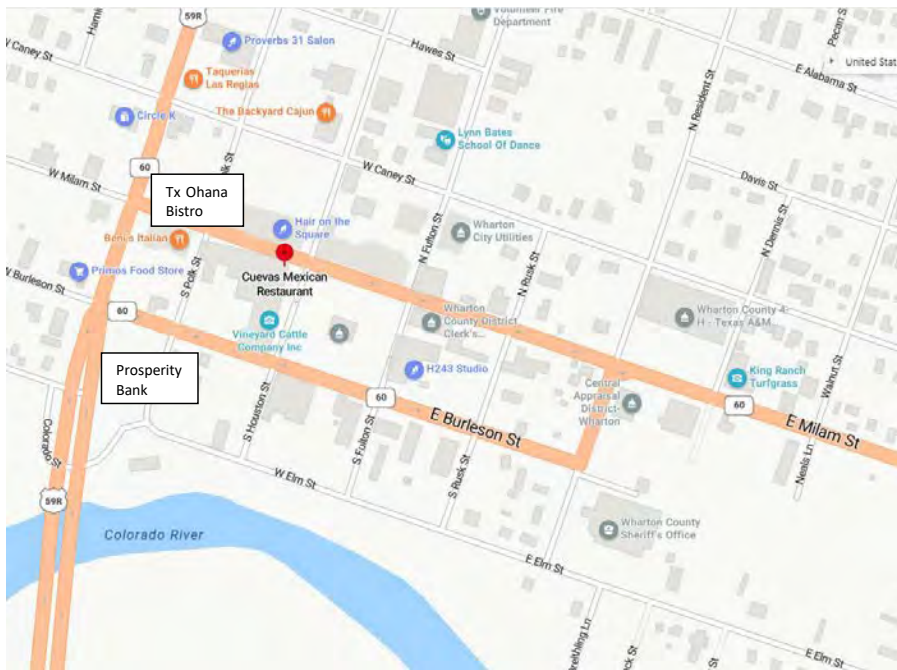 59R
Proverbs 31 Salon
Volunteer Fire
Department
Hawes St
Pecan St
W Caney St
Taquerias
Las Regias
United Stat
E Alabama St
The Backyard Cajun
Circle K
N Resident St
Lynn Bates
School Of Dance
60
W Milam St
Tx Ohana
Bistro
W Caney St
Davis St
Hair on the
Square
N Fulton St
Wharton
City Utilities
N Dennis St
Beni's Italian
N Rusk St
Primos Food Store
Cuevas Mexican
Restaurant
W Burleson St
S Polk St
60
Wharton
County District
Clerk's...
Wharton County 4-
H - Texas A&M...
Vineyard Cattle
Company Inc
Prosperity
Bank
H243 Studio
King Ranch
Turfgrass
Walnut St
Central
Appraisal
District-
Wharton
60
E Burleson St
60
E Milam St
S Houston St
S Fulton St
Colorado St
S Rusk St
Neals Ln
W Elm St
59R
Colorado River
Wharton County
Sheriff's Office
E Elm St
E Elm St